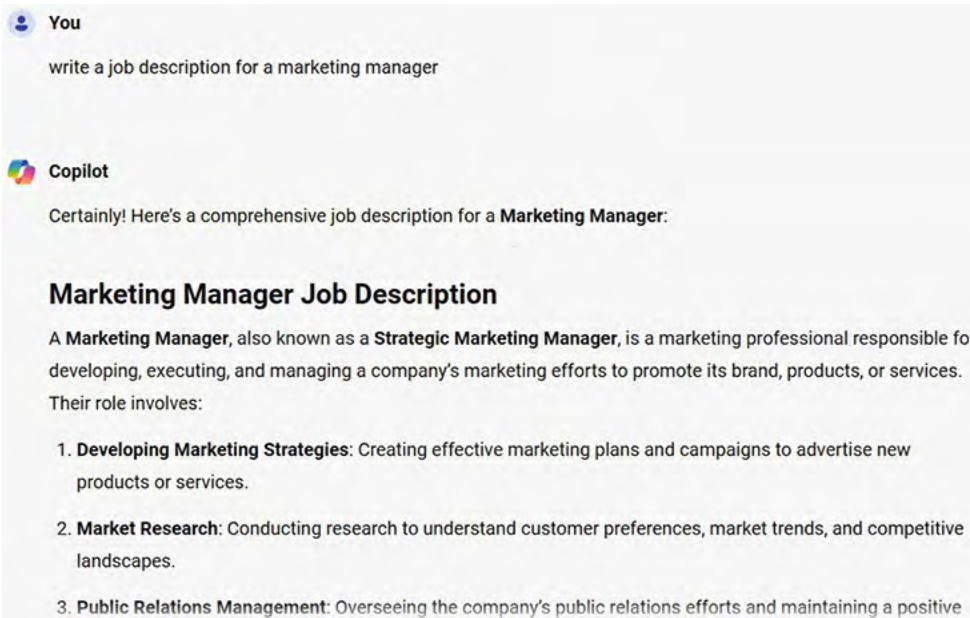 You
write a job description for a marketing manager
Copilot
Certainly! Here's a comprehensive job description for a Marketing Manager:
Marketing Manager Job Description
A Marketing Manager, also known as a Strategic Marketing Manager, is a marketing professional responsible fo
developing, executing, and managing a company's marketing efforts to promote its brand, products, or services.
Their role involves:
1. Developing Marketing Strategies: Creating effective marketing plans and campaigns to advertise new
products or services.
2. Market Research: Conducting research to understand customer preferences, market trends, and competitive
landscapes.
3. Public Relations Management: Overseeing the company's public relations efforts and maintaining a positive